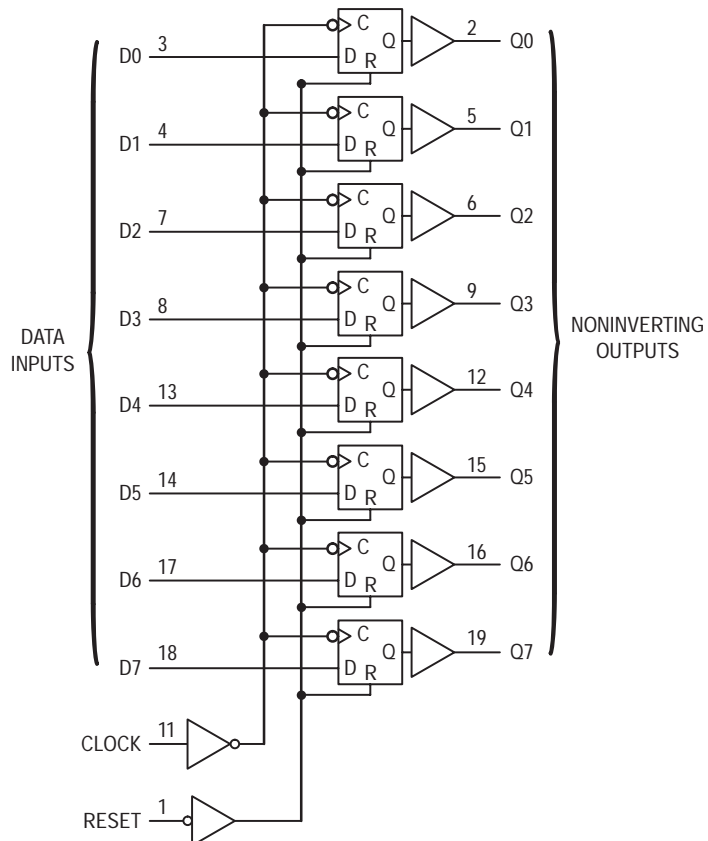 C
D0 3 D R Q 2 Q0
C
D1 4 D R Q 5 Q1
C
D2 7 D R Q 6 Q2
C
D3 8 D R Q 9 Q3
DATA
INPUTS
NONINVERTING
OUTPUTS
C
D4 13 D R Q 12 Q4
C
D5 14 D R Q 15 Q5
C
D6 17 D R Q 16 Q6
C
D7 18 D R Q 19 Q7
CLOCK 11
RESET 1